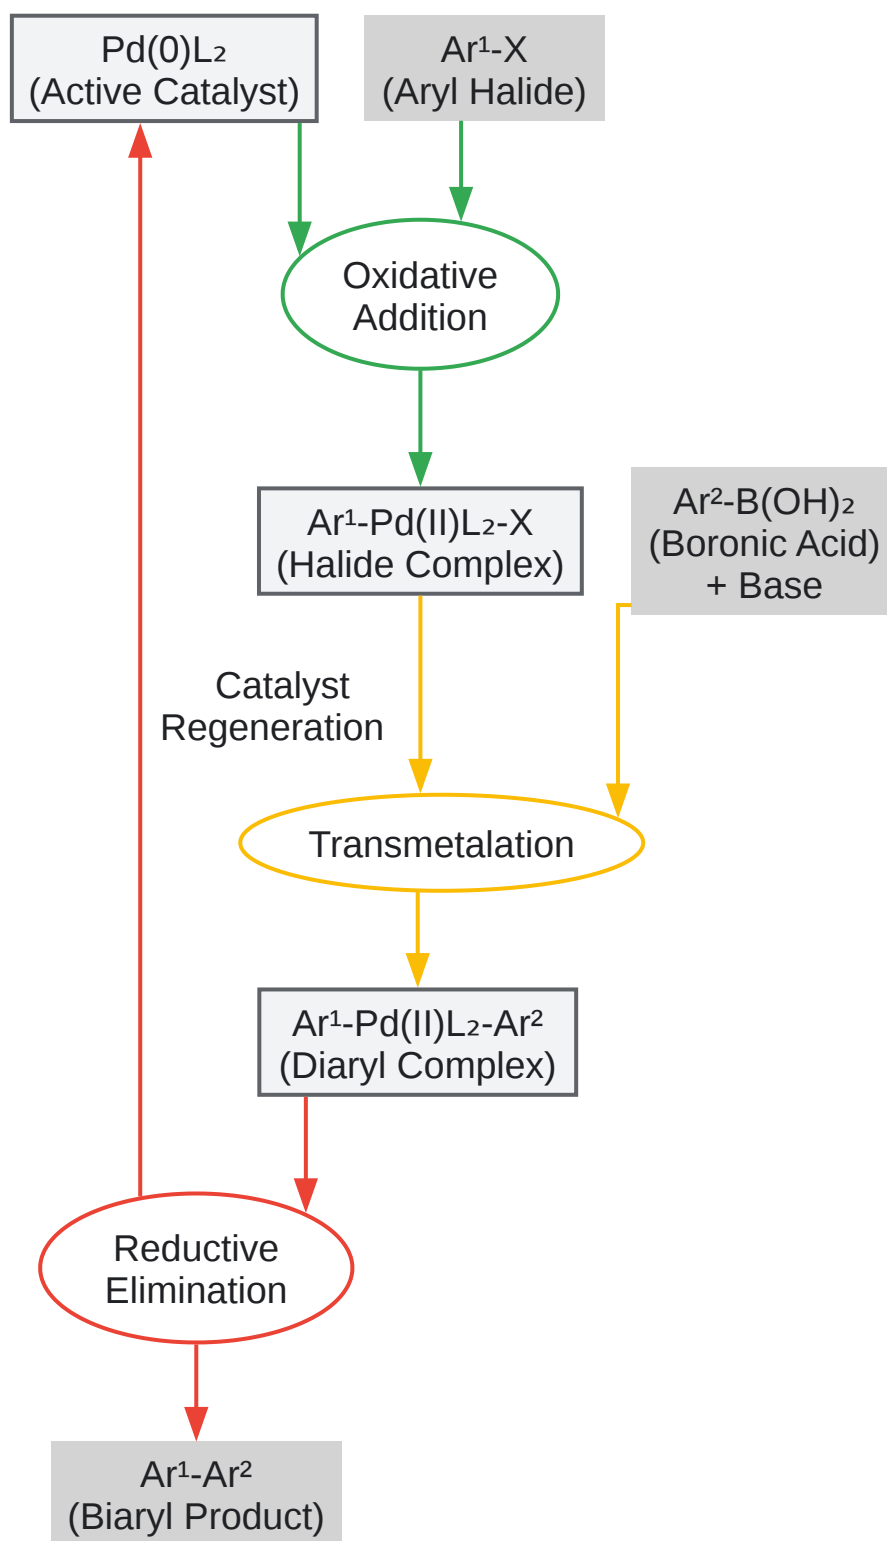 Pd(0)L₂
(Active Catalyst)
Ar¹-X
(Aryl Halide)
Oxidative
Addition
Ar¹-Pd(II)L₂-X
(Halide Complex)
Ar²-B(OH)₂
(Boronic Acid)
+ Base
Catalyst
Regeneration
Transmetalation
Ar¹-Pd(II)L₂-Ar²
(Diaryl Complex)
Reductive
Elimination
Ar¹-Ar²
(Biaryl Product)